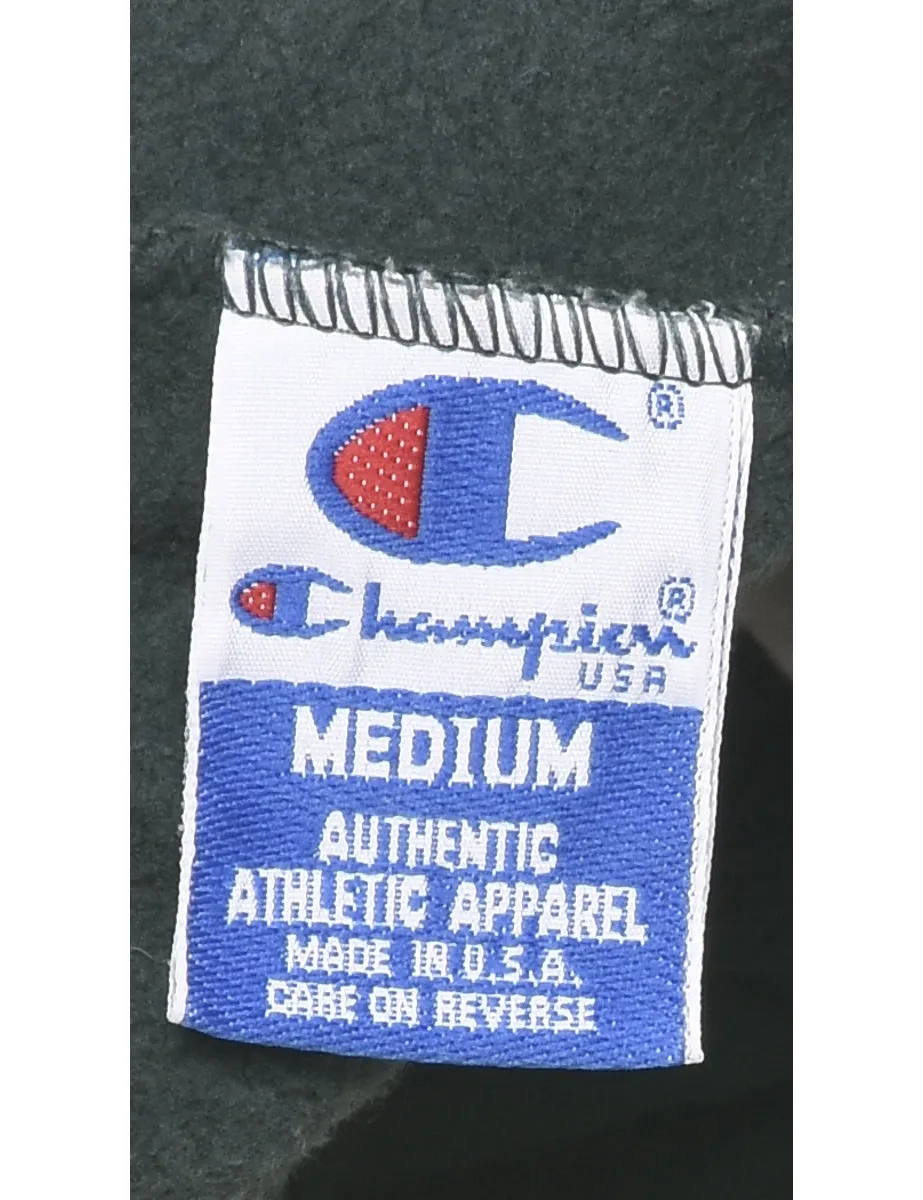 ®
Champion®
USA
MEDIUM
AUTHENTIC
ATHLETIC APPAREL
MADE IN U.S.A.
CARE ON REVERSE